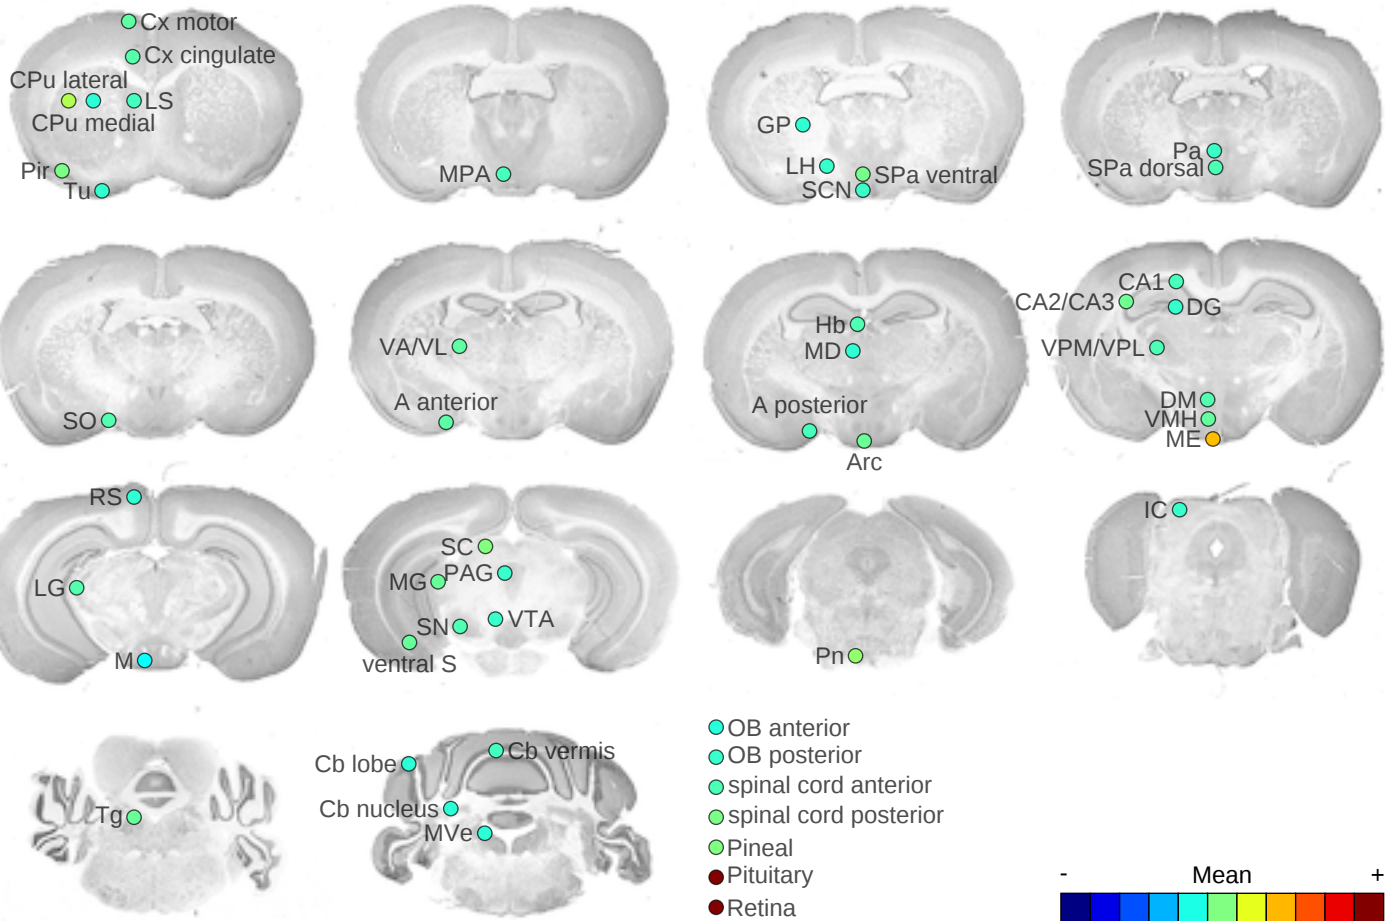 Cx motor
Cx cingulate
CPu lateral
LS
CPu medial
Pir
Tu
MPA
GP
LH
SPa ventral
SCN
Pa
SPa dorsal
SO
VA/VL
A anterior
Hb
MD
A posterior
Arc
CA1
CA2/CA3
DG
VPM/VPL
DM
VMH
ME
RS
LG
M
SC
MG
PAG
SN
VTA
ventral S
Pn
IC
Tg
Cb lobe
Cb vermis
Cb nucleus
MVe
OB anterior
OB posterior
spinal cord anterior
spinal cord posterior
Pineal
Pituitary
Retina
- Mean +